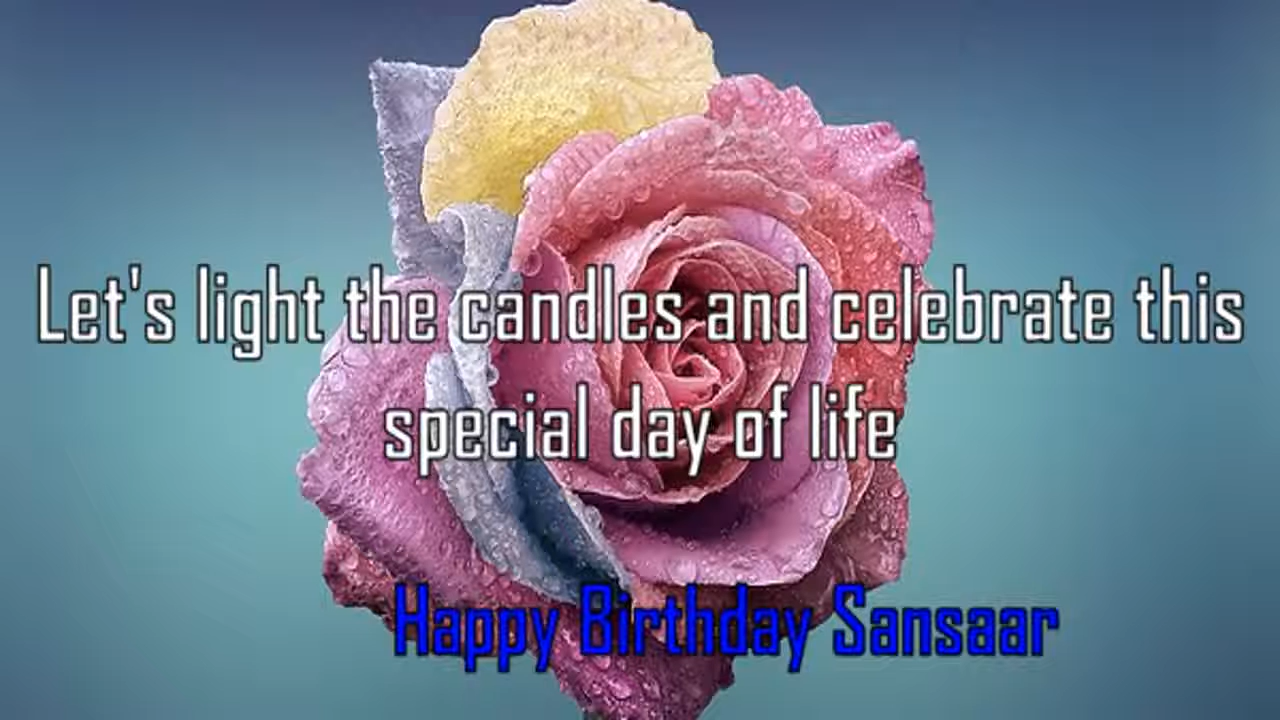 Let's light the candles and celebrate this
special day of life
Happy Birthday Sansaar